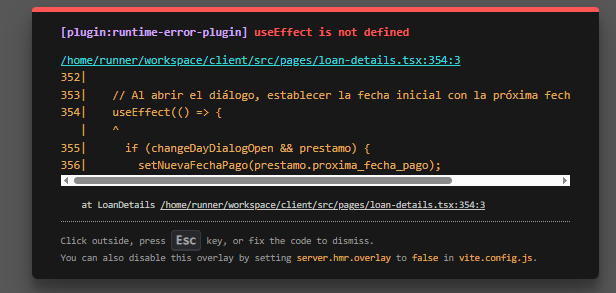 [plugin:runtime-error-plugin] useEffect is not defined
/home/runner/workspace/client/src/pages/loan-details.tsx:354:3
352|
353|    // Al abrir el diálogo, establecer la fecha inicial con la próxima fech
354|    useEffect(() => {
   |    ^
355|      if (changeDayDialogOpen && prestamo) {
356|        setNuevaFechaPago(prestamo.proxima_fecha_pago);
at LoanDetails /home/runner/workspace/client/src/pages/loan-details.tsx:354:3
Click outside, press Esc key, or fix the code to dismiss.
You can also disable this overlay by setting server.hmr.overlay to false in vite.config.js.